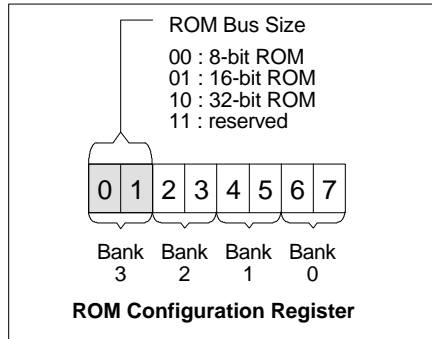 ROM Bus Size
00 : 8-bit ROM
01 : 16-bit ROM
10 : 32-bit ROM
11 : reserved
0 1 2 3 4 5 6 7
Bank Bank Bank Bank
3 2 1 0
ROM Configuration Register